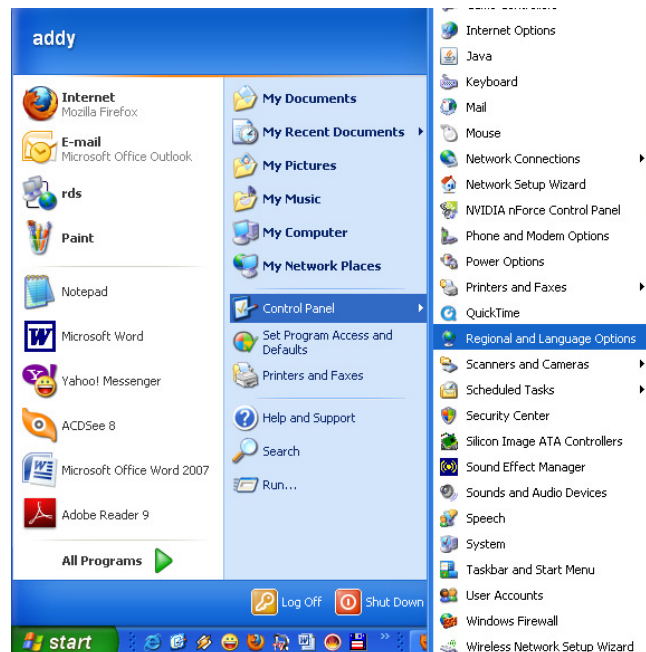 addy
Internet
Mozilla Firefox
E-mail
Microsoft Office Outlook
rds
Paint
Notepad
Microsoft Word
Yahoo! Messenger
ACDSee 8
Microsoft Office Word 2007
Adobe Reader 9
All Programs
My Documents
My Recent Documents
My Pictures
My Music
My Computer
My Network Places
Control Panel
Set Program Access and
Defaults
Printers and Faxes
Help and Support
Search
Run...
Log Off
Shut Down
start
Internet Options
Java
Keyboard
Mail
Mouse
Network Connections
Network Setup Wizard
NVIDIA nForce Control Panel
Phone and Modem Options
Power Options
Printers and Faxes
QuickTime
Regional and Language Options
Scanners and Cameras
Scheduled Tasks
Security Center
Silicon Image ATA Controllers
Sound Effect Manager
Sounds and Audio Devices
Speech
System
Taskbar and Start Menu
User Accounts
Windows Firewall
Wireless Network Setup Wizard